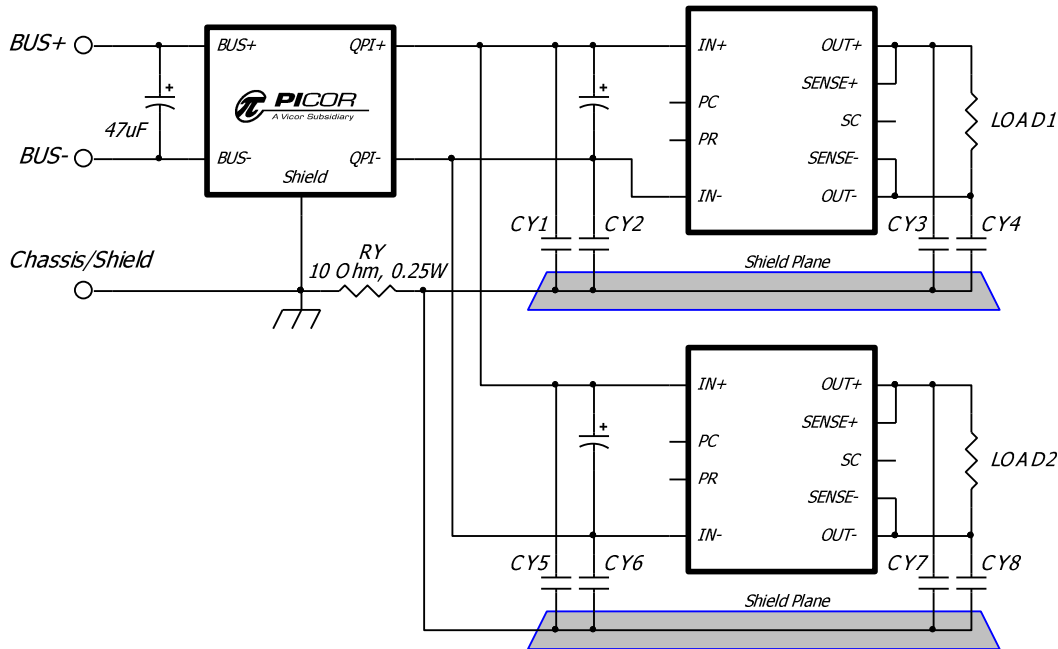 BUS+
BUS+
QPI+
IN+
OUT+
SENSE+
PICOR
A Vicor Subsidiary
PC
SC
LOAD1
47uF
PR
BUS-
BUS-
QPI-
SENSE-
Shield
IN-
OUT-
CY1
CY2
CY3
CY4
Chassis/Shield
RY
10 Ohm, 0.25W
Shield Plane
IN+
OUT+
SENSE+
PC
SC
LOAD2
PR
SENSE-
IN-
OUT-
CY5
CY6
CY7
CY8
Shield Plane